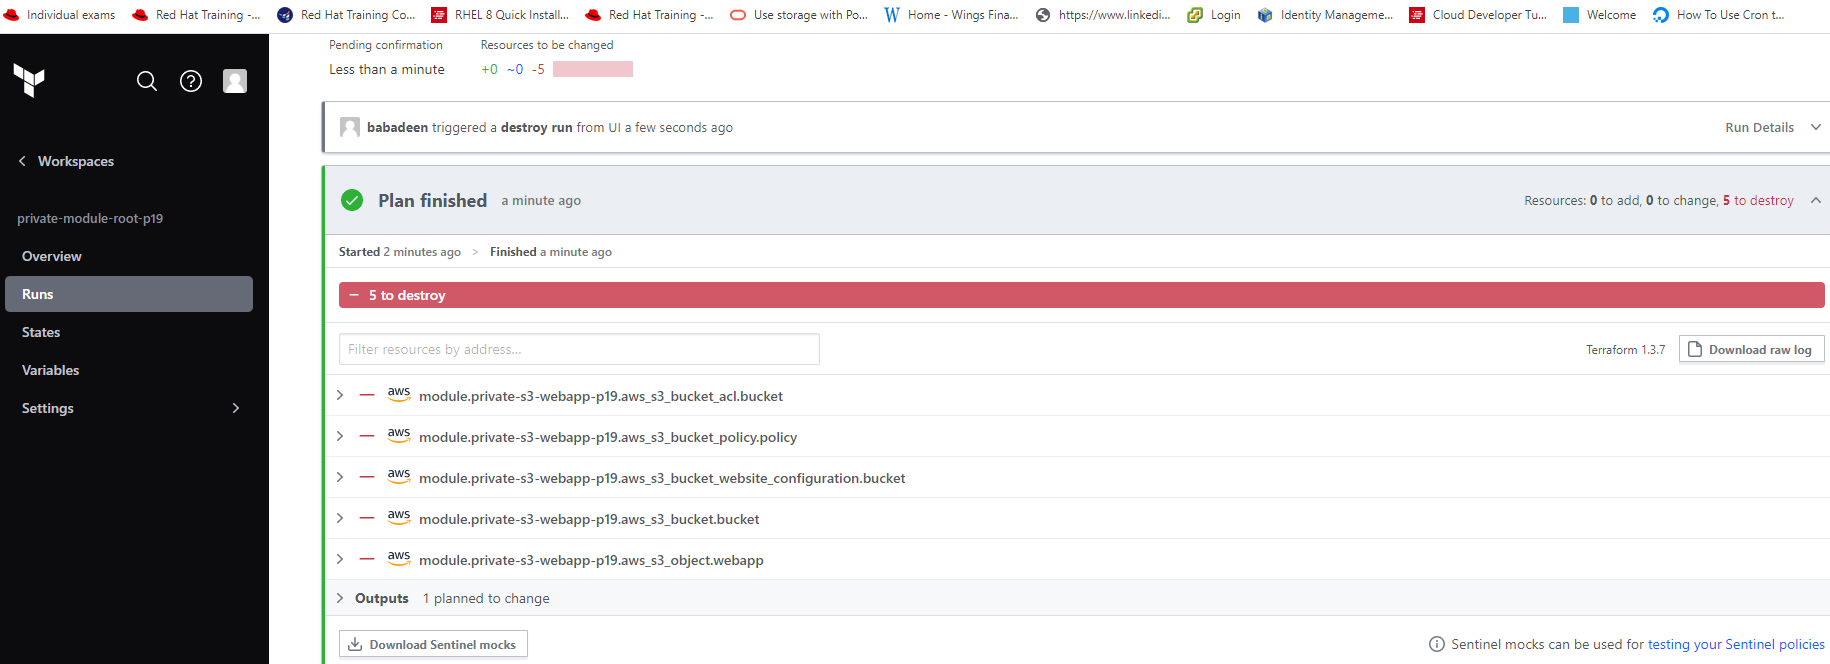 Individual exams Red Hat Training -... Red Hat Training Co... RHEL 8 Quick Install... Red Hat Training -... Use storage with Po... Home - Wings Fina... https://www.linkedi... Login Identity Manageme... Cloud Developer Tu... Welcome How To Use Cron t...
Pending confirmation Resources to be changed
Less than a minute +0 ~0 -5
babadeen triggered a destroy run from UI a few seconds ago Run Details
Workspaces
Plan finished a minute ago Resources: 0 to add, 0 to change, 5 to destroy
private-module-root-p19
Overview
Started 2 minutes ago > Finished a minute ago
Runs
− 5 to destroy
States
Filter resources by address... Terraform 1.3.7 Download raw log
Variables
aws module.private-s3-webapp-p19.aws_s3_bucket_acl.bucket
Settings
aws module.private-s3-webapp-p19.aws_s3_bucket_policy.policy
aws module.private-s3-webapp-p19.aws_s3_bucket_website_configuration.bucket
aws module.private-s3-webapp-p19.aws_s3_bucket.bucket
aws module.private-s3-webapp-p19.aws_s3_object.webapp
Outputs 1 planned to change
Download Sentinel mocks Sentinel mocks can be used for testing your Sentinel policies